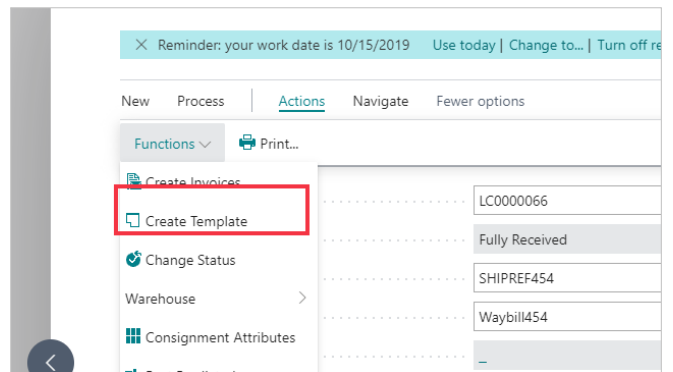 Reminder: your work date is 10/15/2019 Use today | Change to... | Turn off re
New Process Actions Navigate Fewer options
Functions Print...
Create Invoices
LC0000066
Create Template
Fully Received
Change Status
SHIPREF454
Warehouse
Waybill454
Consignment Attributes
_